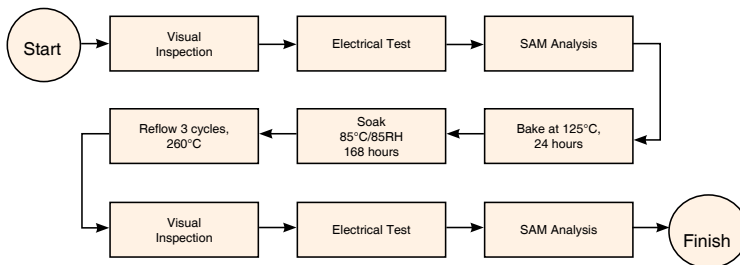 Start
Visual
Inspection
Electrical Test
SAM Analysis
Bake at 125°C,
24 hours
Soak
85°C/85RH
168 hours
Reflow 3 cycles,
260°C
Visual
Inspection
Electrical Test
SAM Analysis
Finish